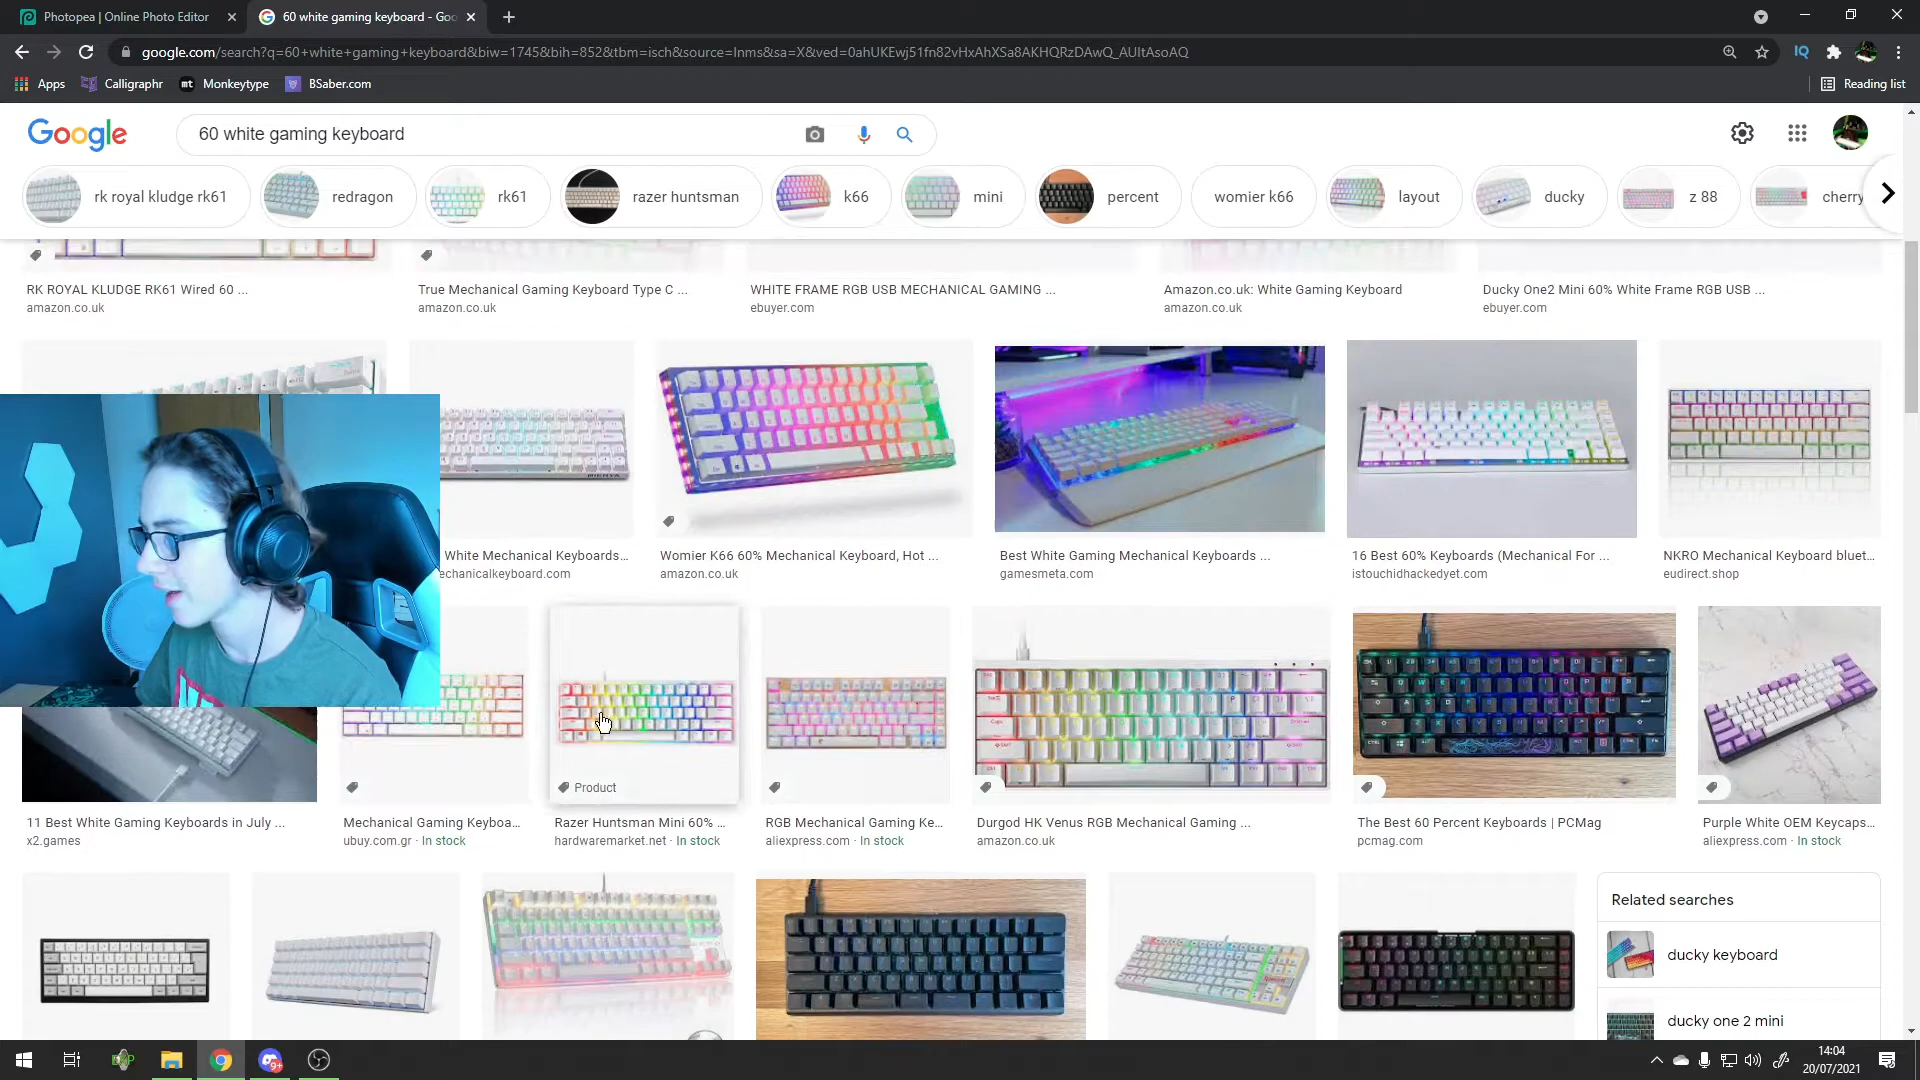 Photopea | Online Photo Editor
60 white gaming keyboard - Goo
google.com/search?q=60+white+gaming+keyboard&biw=1745&bih=852&tbm=isch&source=lnms&sa=X&ved=0ahUKEwj51fn82vHxAhXSa8AKHQRzDAwQ_AUItAsoAQ
IQ
Apps
Calligraphr
mt Monkeytype
BSaber.com
Reading list
Google
60 white gaming keyboard
rk royal kludge rk61
redragon
rk61
razer huntsman
k66
mini
percent
womier k66
layout
ducky
z 88
cherry
RK ROYAL KLUDGE RK61 Wired 60 ...
amazon.co.uk
True Mechanical Gaming Keyboard Type C ...
amazon.co.uk
WHITE FRAME RGB USB MECHANICAL GAMING ...
ebuyer.com
Amazon.co.uk: White Gaming Keyboard
amazon.co.uk
Ducky One2 Mini 60% White Frame RGB USB ...
ebuyer.com
White Mechanical Keyboards...
echanicalkeyboard.com
Womier K66 60% Mechanical Keyboard, Hot ...
amazon.co.uk
Best White Gaming Mechanical Keyboards ...
gamesmeta.com
16 Best 60% Keyboards (Mechanical For ...
istouchidhackedyet.com
NKRO Mechanical Keyboard bluet...
eudirect.shop
Product
11 Best White Gaming Keyboards in July ...
x2.games
Mechanical Gaming Keyboa...
ubuy.com.gr · In stock
Razer Huntsman Mini 60% ...
hardwaremarket.net · In stock
RGB Mechanical Gaming Ke...
aliexpress.com · In stock
Durgod HK Venus RGB Mechanical Gaming ...
amazon.co.uk
The Best 60 Percent Keyboards | PCMag
pcmag.com
Purple White OEM Keycaps...
aliexpress.com · In stock
Related searches
ducky keyboard
ducky one 2 mini
9+
14:04
20/07/2021